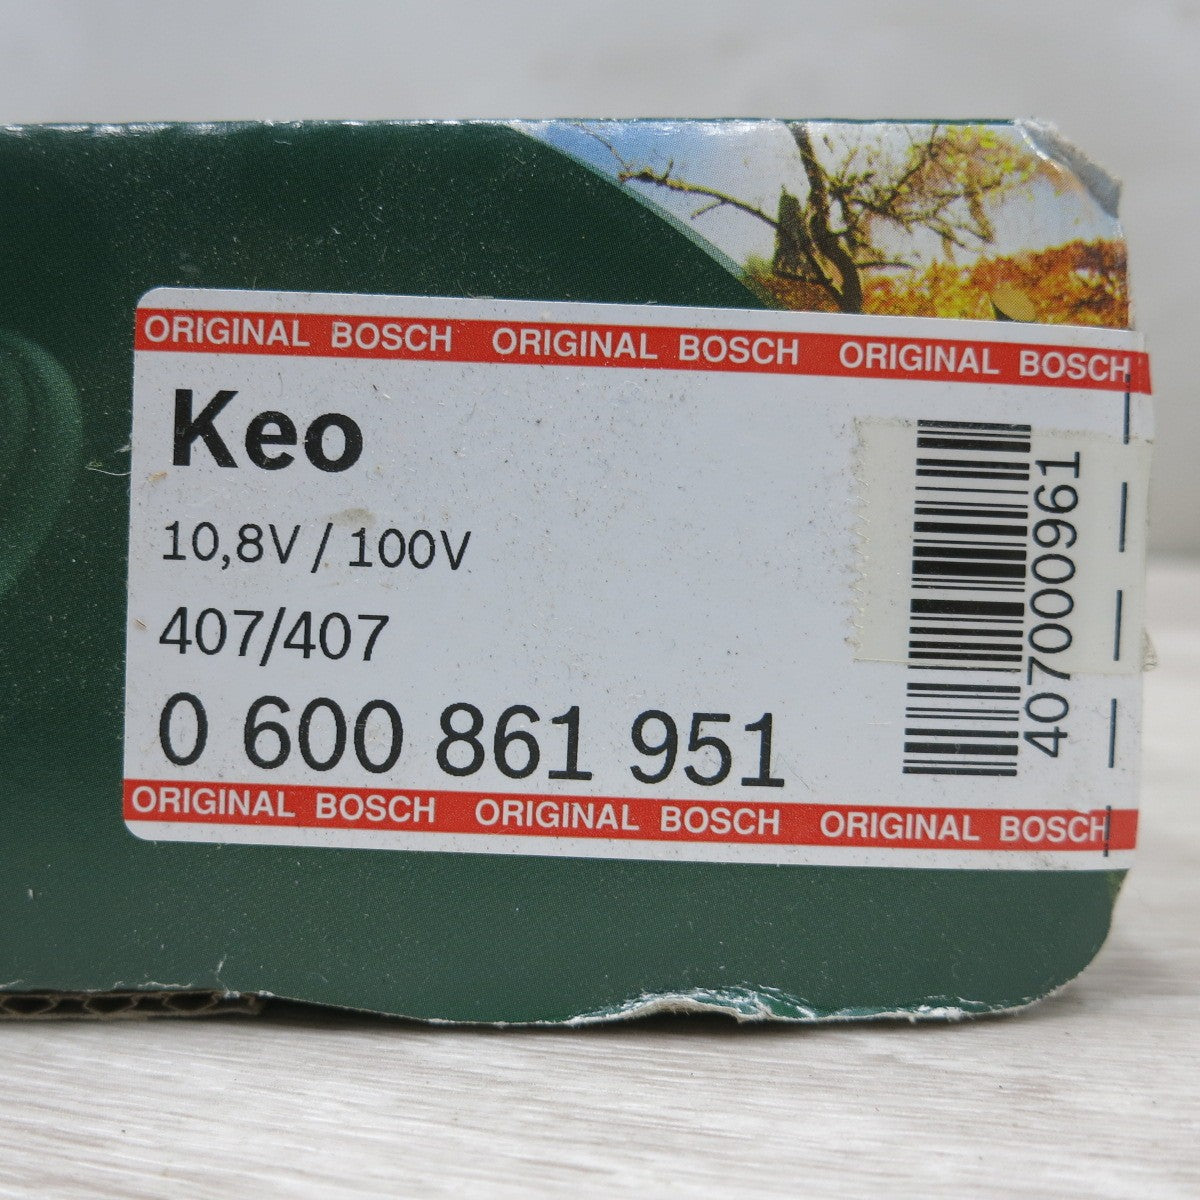 ORIGINAL BOSCH ORIGINAL BOSCH ORIGINAL BOSCH
Keo
10,8V / 100V
407/407
0 600 861 951
407000961
ORIGINAL BOSCH ORIGINAL BOSCH ORIGINAL BOSCH